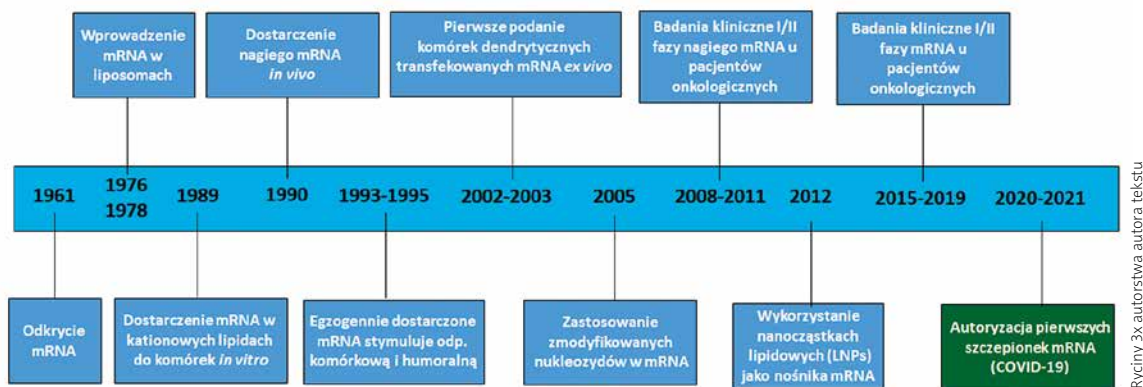 Wprowadzenie
mRNA w
liposomach
Dostarczenie
nagiego mRNA
in vivo
Pierwsze podanie
komórek dendrytycznych
transfekowanych mRNA ex vivo
Badania kliniczne I/II
fazy nagiego mRNA u
pacjentów
onkologicznych
Badania kliniczne I/II
fazy mRNA u
pacjentów
onkologicznych
1961
1976
1978
1989
1990
1993-1995
2002-2003
2005
2008-2011
2012
2015-2019
2020-2021
Odkrycie
mRNA
Dostarczenie mRNA w
kationowych lipidach
do komórek in vitro
Egzogennie dostarczone
mRNA stymuluje odp.
komórkową i humoralną
Zastosowanie
zmodyfikowanych
nukleozydów w mRNA
Wykorzystanie
nanocząstkach
lipidowych (LNPs)
jako nośnika mRNA
Autoryzacja pierwszych
szczepionek mRNA
(COVID-19)
Ryciny 3x autorstwa autora tekstu